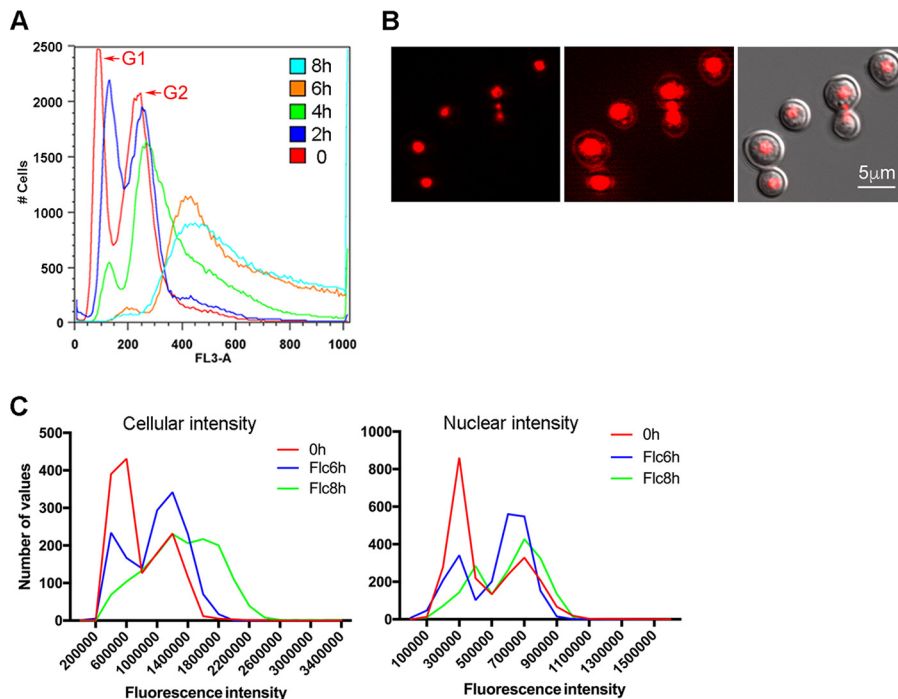 A
2500
2000
1500
1000
500
0
# Cells
G1
G2
8h
6h
4h
2h
0
0 200 400 600 800 1000
FL3-A
B
5μm
C
Cellular intensity
500
400
300
200
100
0
Number of values
0h
Flc6h
Flc8h
200000 600000 1000000 1400000 1800000 2200000 2600000 3000000 3400000
Fluorescence intensity
Nuclear intensity
1000
800
600
400
200
0
0h
Flc6h
Flc8h
100000 300000 500000 700000 900000 1100000 1300000 1500000
Fluorescence intensity